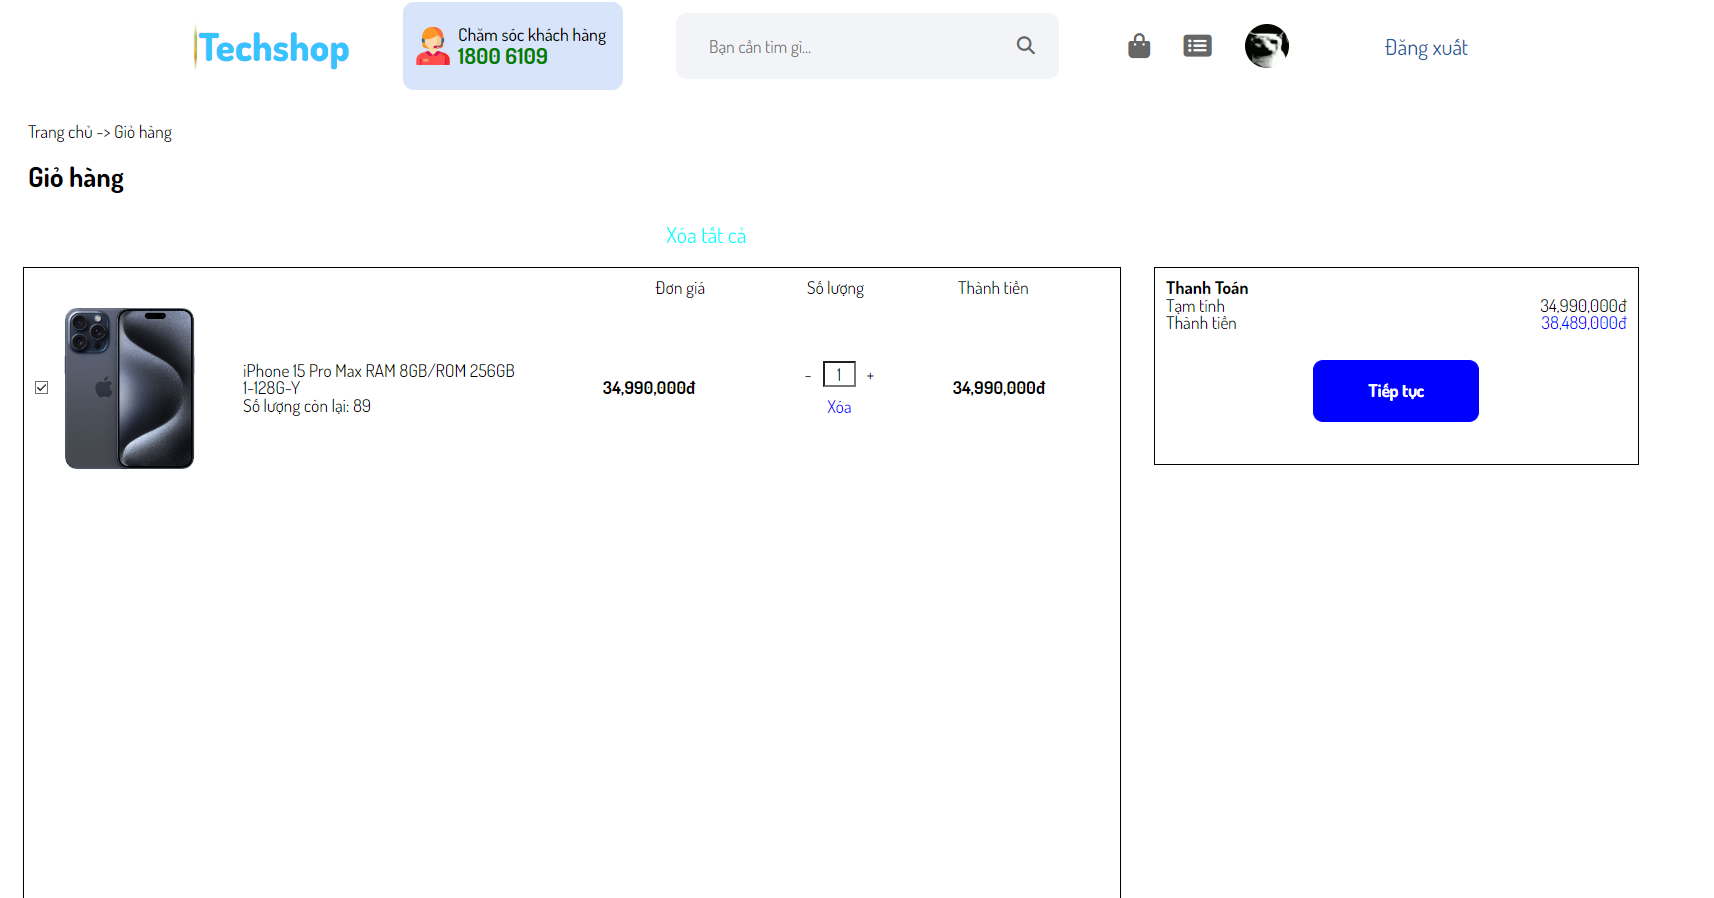 Techshop
Chăm sóc khách hàng
1800 6109
Bạn cần tìm gì...
Đăng xuất
Trang chủ -> Giỏ hàng
Giỏ hàng
Xóa tất cả
Đơn giá Số lượng Thành tiền
iPhone 15 Pro Max RAM 8GB/ROM 256GB
1-128G-Y
Số lượng còn lại: 89
34,990,000đ
- 1 +
Xóa
34,990,000đ
Thanh Toán
Tạm tính 34,990,000đ
Thành tiền 38,489,000đ
Tiếp tục